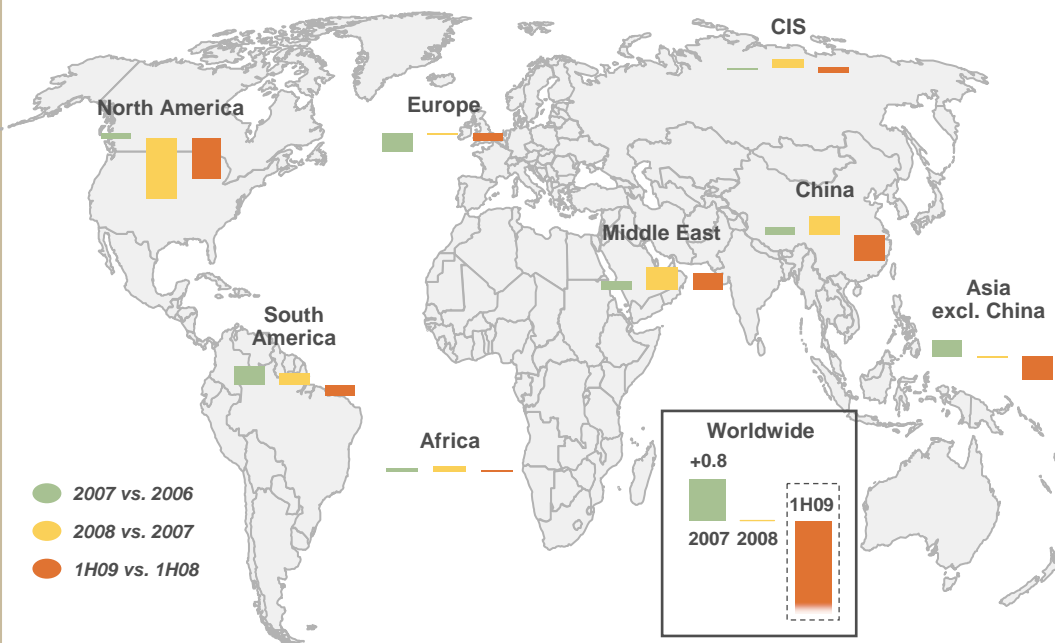 CIS
North America
Europe
China
Middle East
Asia
excl. China
South
America
Africa
Worldwide
+0.8
1H09
2007
2008
2007 vs. 2006
2008 vs. 2007
1H09 vs. 1H08